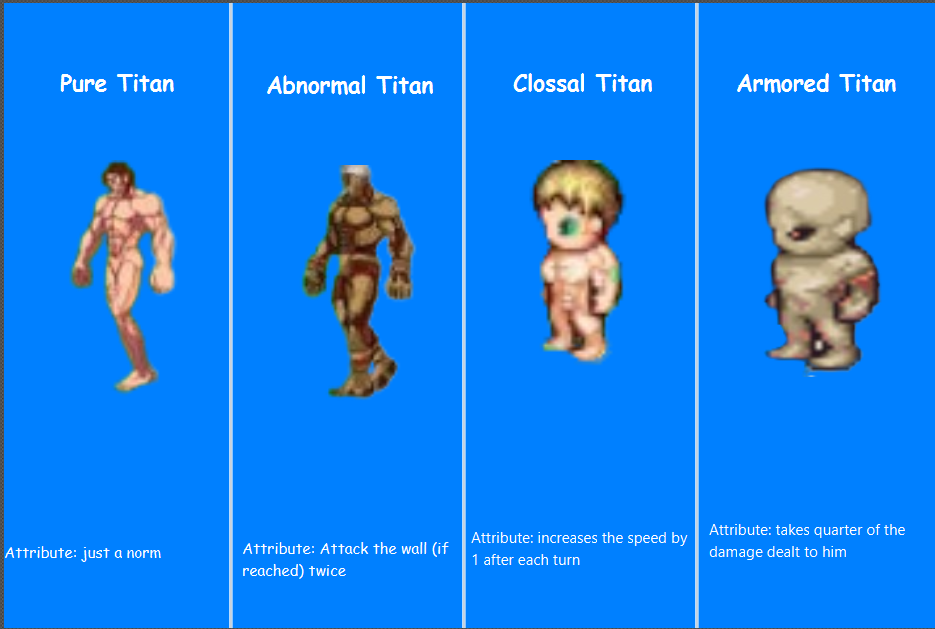 Pure Titan
Abnormal Titan
Clossal Titan
Armored Titan
Attribute: just a norm
Attribute: Attack the wall (if
reached) twice
Attribute: increases the speed by
1 after each turn
Attribute: takes quarter of the
damage dealt to him